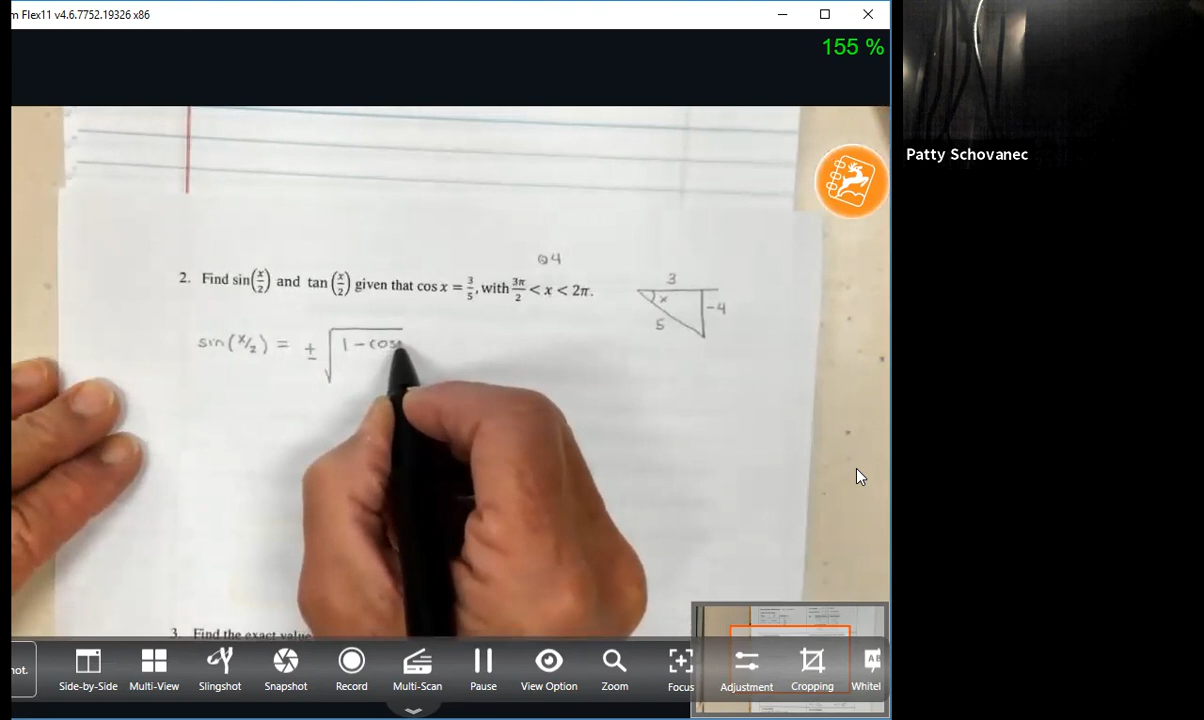 m Flex11 v4.6.7752.19326 x86
155 %
Patty Schovanec
Q4
2. Find sin(x/2) and tan(x/2) given that cos x = 3/5, with 3π/2 < x < 2π.
3
x
-4
5
sin(x/2) = ± √ 1 - cos
3. Find the exact value
not.
Side-by-Side
Multi-View
Slingshot
Snapshot
Record
Multi-Scan
Pause
View Option
Zoom
Focus
Adjustment
Cropping
Whitel